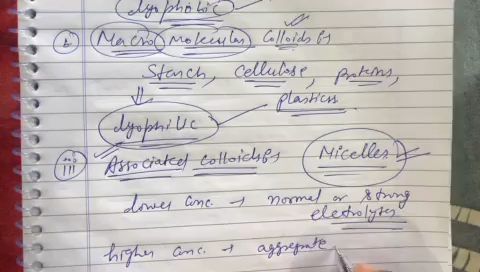 lyophobic
b) Macro Molecular colloids
Starch, Cellulose, proteins,
plastics
⇓
lyophilic
iii) Associated colloids Micelles
lower conc. → normal or strong
electrolytes
higher conc. → aggregate